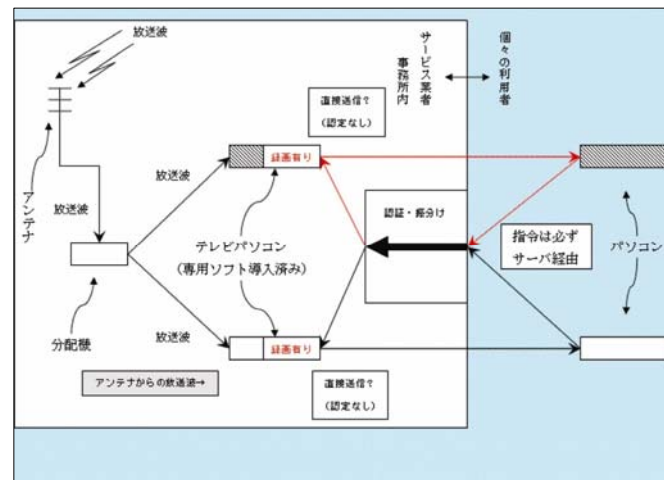 放送波
サービス業者
事務所内
個々の利用者
直接送信?
(認定なし)
アンテナ
放送波
放送波
録画有り
認証・振分け
テレビパソコン
(専用ソフト導入済み)
指令は必ず
サーバ経由
パソコン
分配機
放送波
録画有り
アンテナからの放送波→
直接送信?
(認定なし)